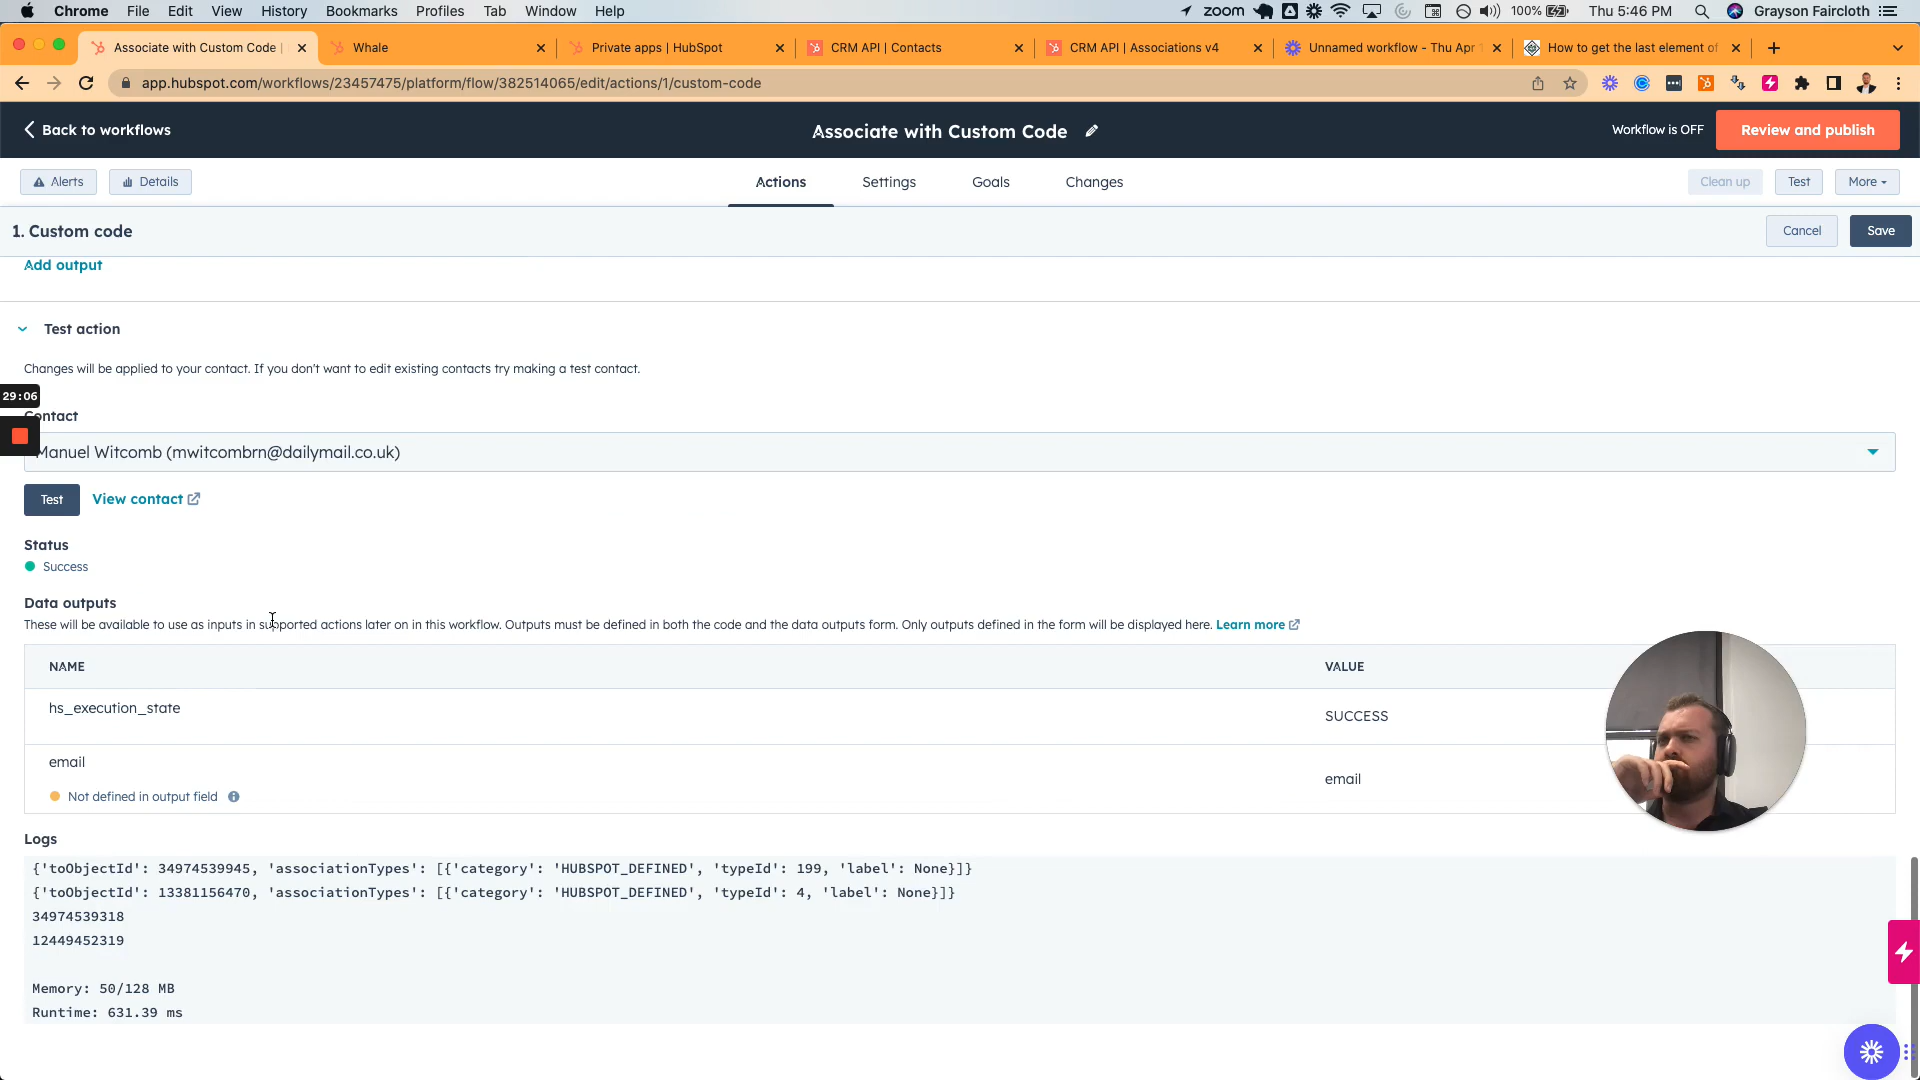 Chrome File Edit View History Bookmarks Profiles Tab Window Help zoom 100% Thu 5:46 PM Grayson Faircloth
Associate with Custom Code | Whale Private apps | HubSpot CRM API | Contacts CRM API | Associations v4 Unnamed workflow - Thu Apr 1 How to get the last element of
app.hubspot.com/workflows/23457475/platform/flow/382514065/edit/actions/1/custom-code
Back to workflows Associate with Custom Code Workflow is OFF Review and publish
Alerts Details Actions Settings Goals Changes Clean up Test More
1. Custom code Cancel Save
Add output
Test action
Changes will be applied to your contact. If you don't want to edit existing contacts try making a test contact.
29:06
Contact
Manuel Witcomb (mwitcombrn@dailymail.co.uk)
Test View contact
Status
Success
Data outputs
These will be available to use as inputs in supported actions later on in this workflow. Outputs must be defined in both the code and the data outputs form. Only outputs defined in the form will be displayed here. Learn more
NAME VALUE
hs_execution_state SUCCESS
email email
Not defined in output field
Logs
{'toObjectId': 34974539945, 'associationTypes': [{'category': 'HUBSPOT_DEFINED', 'typeId': 199, 'label': None}]}
{'toObjectId': 13381156470, 'associationTypes': [{'category': 'HUBSPOT_DEFINED', 'typeId': 4, 'label': None}]}
34974539318
12449452319
Memory: 50/128 MB
Runtime: 631.39 ms